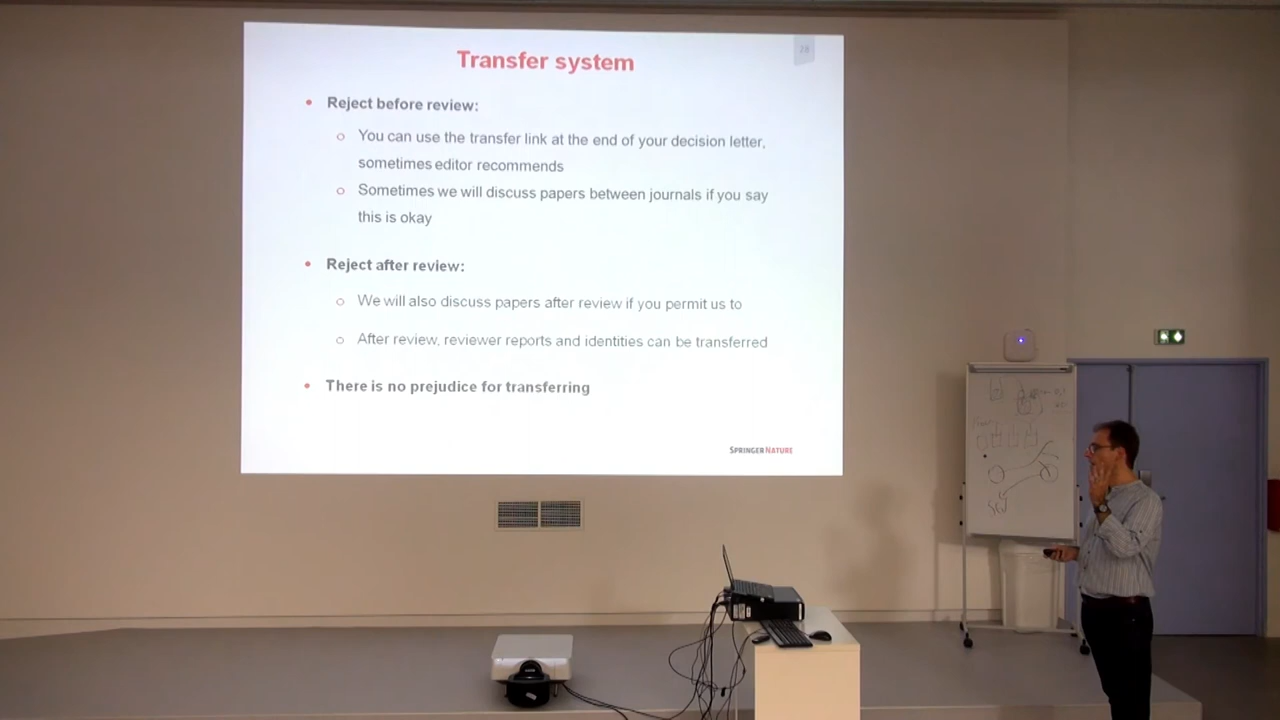 Transfer system
28
Reject before review:
You can use the transfer link at the end of your decision letter,
sometimes editor recommends
Sometimes we will discuss papers between journals if you say
this is okay
Reject after review:
We will also discuss papers after review if you permit us to
After review, reviewer reports and identities can be transferred
There is no prejudice for transferring
SPRINGER NATURE